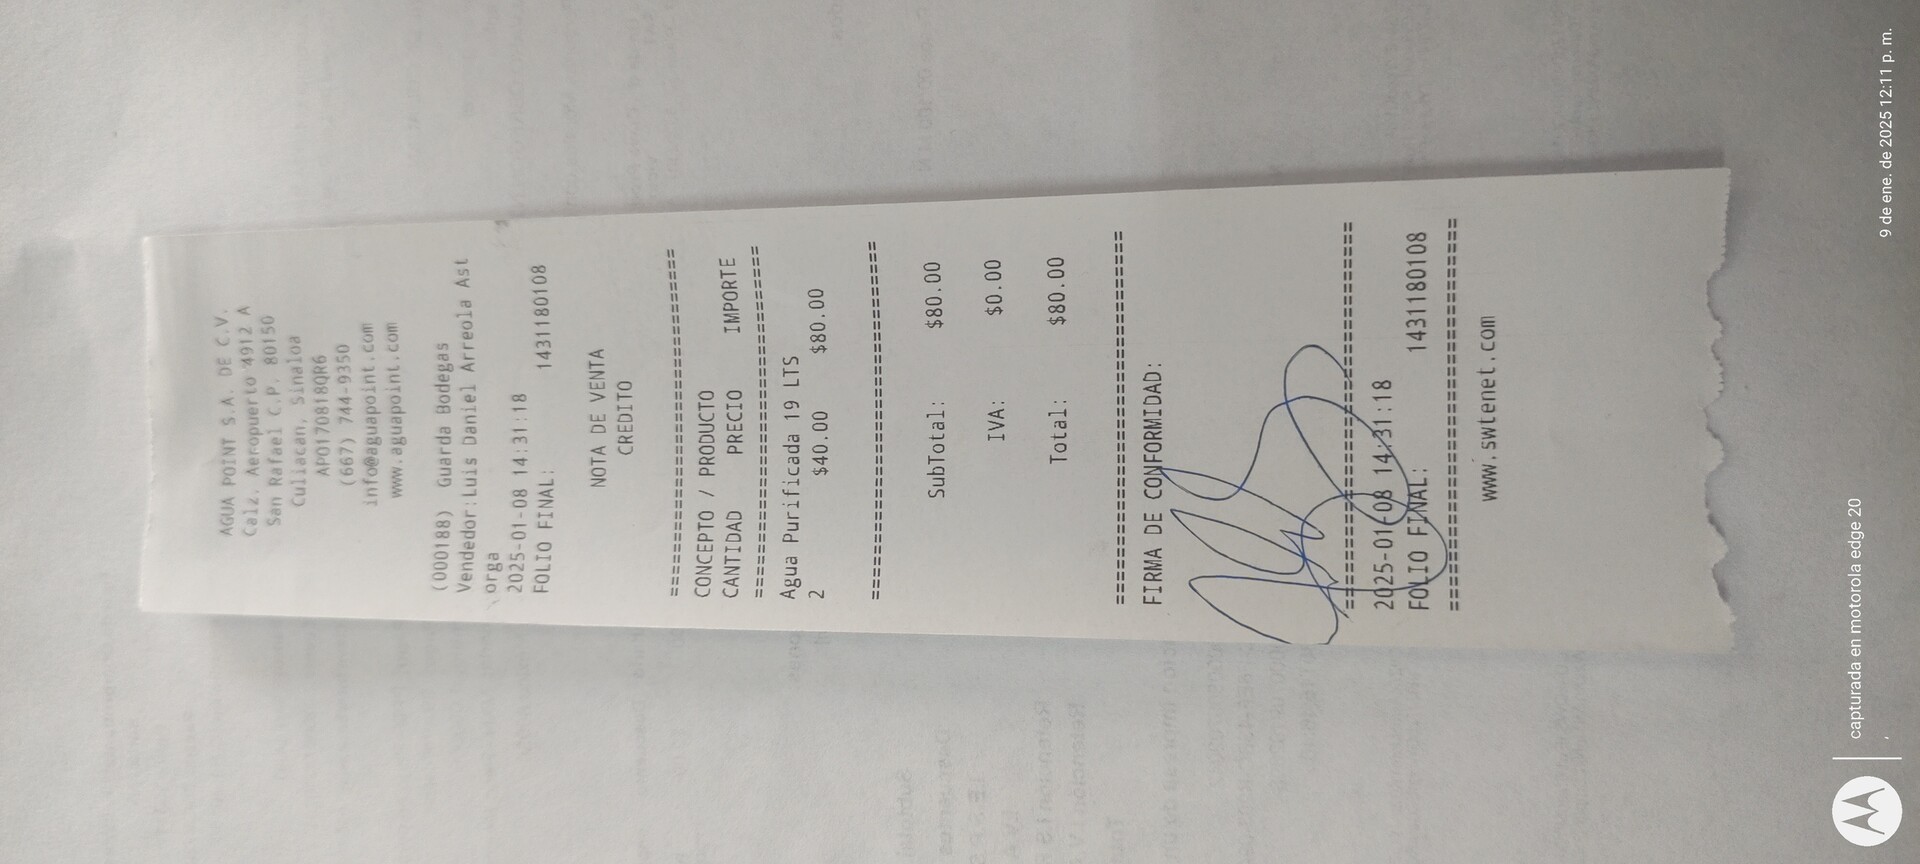 AGUA POINT S.A. DE C.V.
Calz. Aeropuerto 4912 A
San Rafael C.P. 80150
Culiacan, Sinaloa
APO170818QR6
(667) 744-9350
info@aguapoint.com
www.aguapoint.com
(000188) Guarda Bodegas
Vendedor:Luis Daniel Arreola Ast
orga
2025-01-08 14:31:18
FOLIO FINAL: 1431180108
NOTA DE VENTA
CREDITO
================================
CONCEPTO / PRODUCTO
CANTIDAD PRECIO IMPORTE
================================
Agua Purificada 19 LTS
2 $40.00 $80.00
================================
SubTotal: $80.00
IVA: $0.00
Total: $80.00
================================
FIRMA DE CONFORMIDAD:
================================
2025-01-08 14:31:18
FOLIO FINAL: 1431180108
================================
www.swtenet.com
capturada en motorola edge 20
9 de ene. de 2025 12:11 p. m.